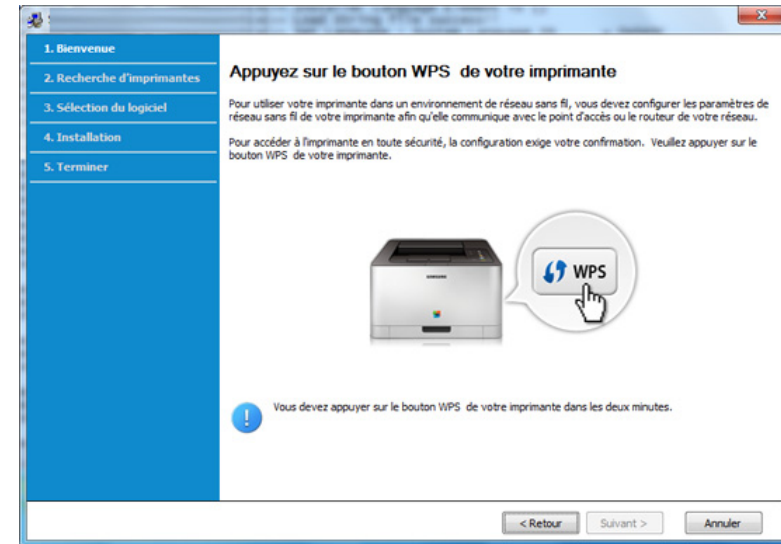 1. Bienvenue
2. Recherche d'imprimantes
3. Sélection du logiciel
4. Installation
5. Terminer
Appuyez sur le bouton WPS de votre imprimante
Pour utiliser votre imprimante dans un environnement de réseau sans fil, vous devez configurer les paramètres de
réseau sans fil de votre imprimante afin qu'elle communique avec le point d'accès ou le routeur de votre réseau.
Pour accéder à l'imprimante en toute sécurité, la configuration exige votre confirmation. Veuillez appuyer sur le
bouton WPS de votre imprimante.
SAMSUNG
WPS
Vous devez appuyer sur le bouton WPS de votre imprimante dans les deux minutes.
< Retour
Suivant >
Annuler